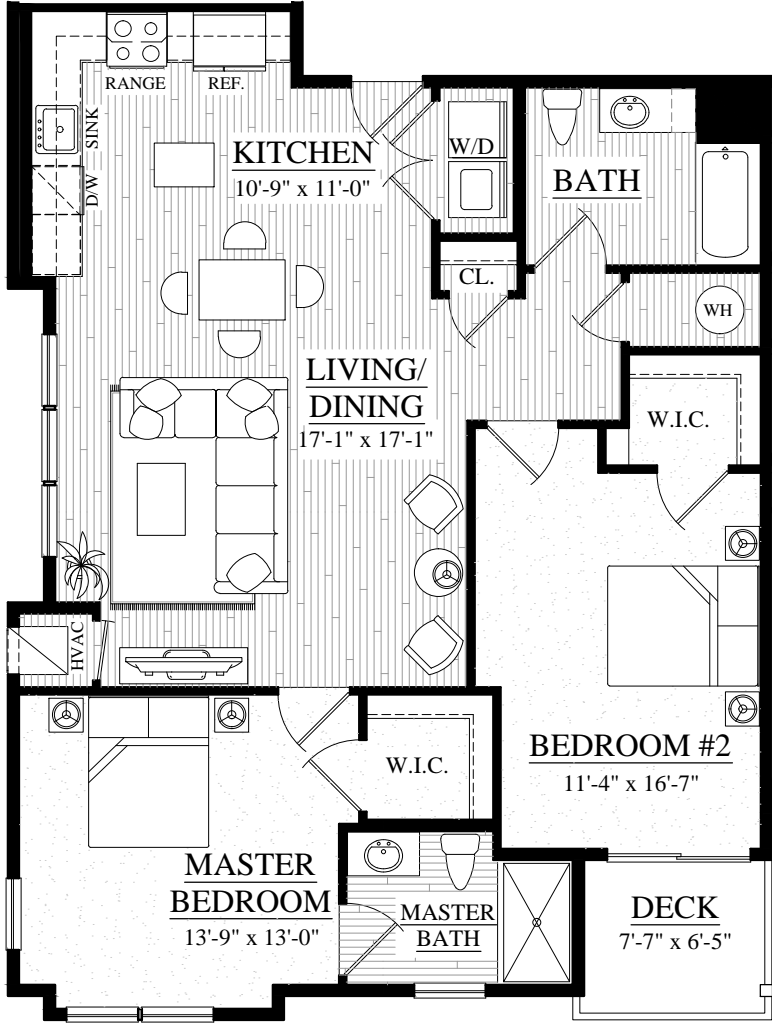 RANGE
REF.
SINK
D/W
KITCHEN
10'-9" x 11'-0"
W/D
BATH
CL.
WH
LIVING/
DINING
17'-1" x 17'-1"
W.I.C.
HVAC
BEDROOM #2
11'-4" x 16'-7"
W.I.C.
MASTER
BEDROOM
13'-9" x 13'-0"
MASTER
BATH
DECK
7'-7" x 6'-5"